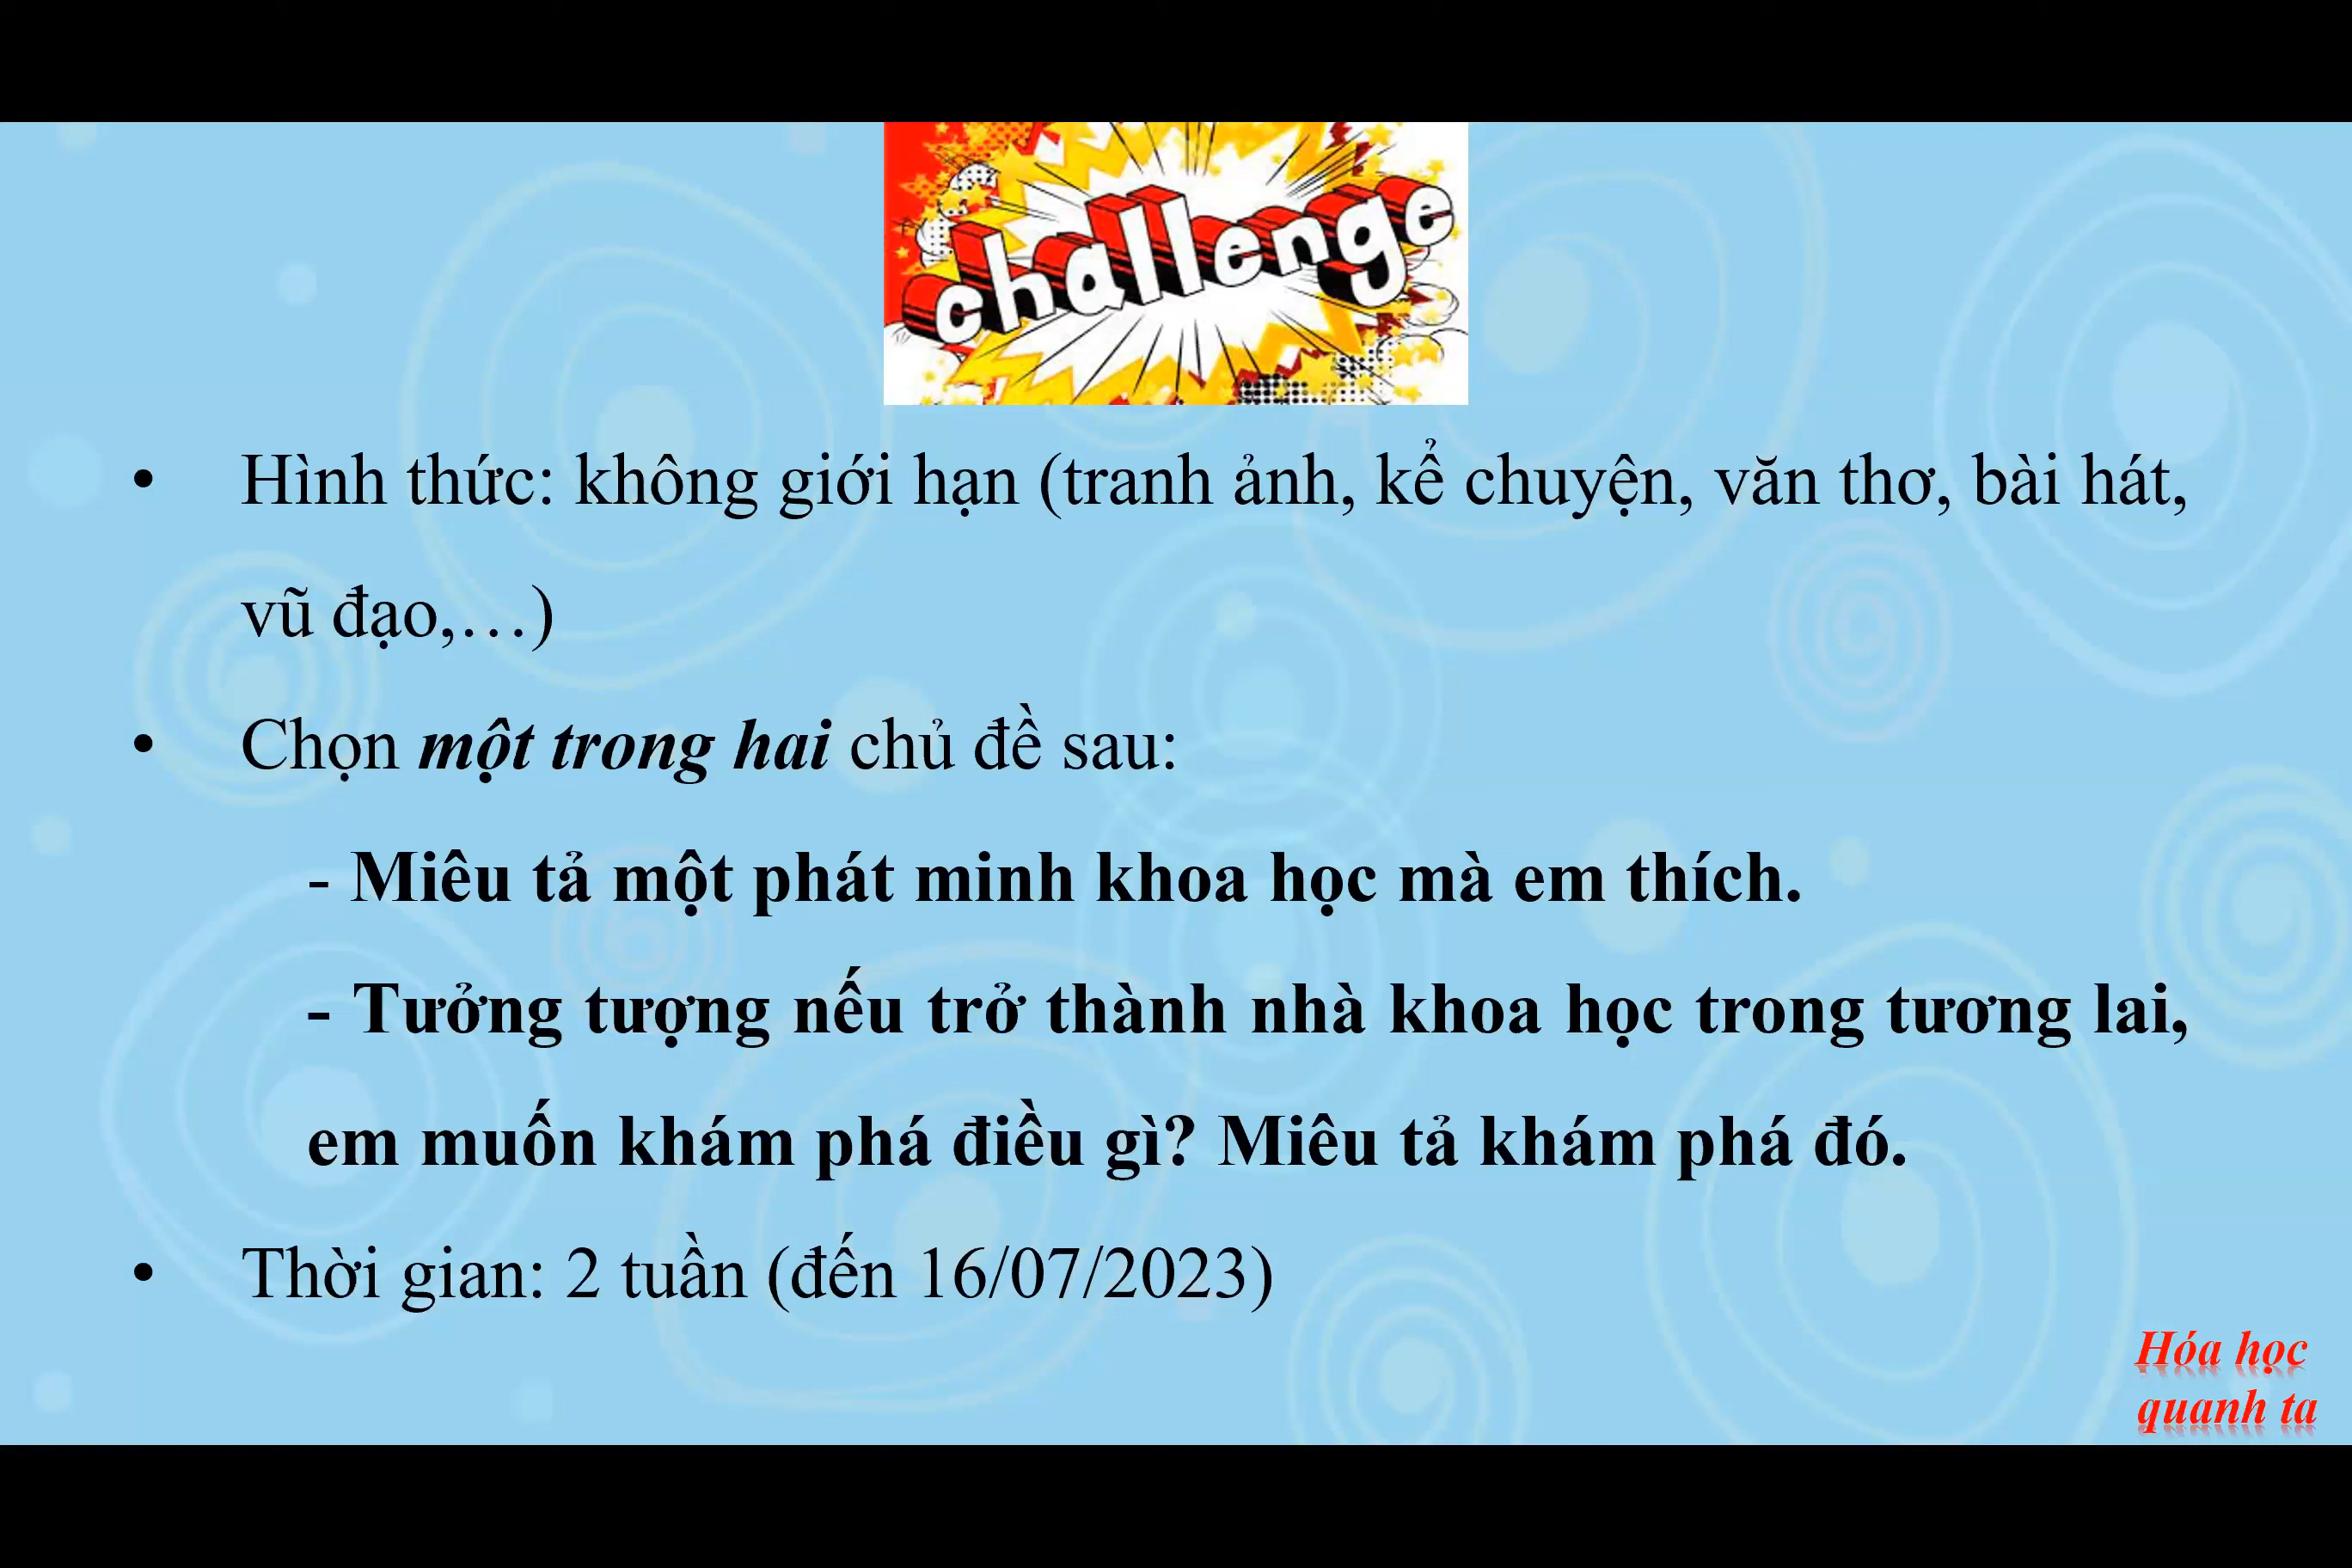 challenge
• Hình thức: không giới hạn (tranh ảnh, kể chuyện, văn thơ, bài hát,
vũ đạo,…)
• Chọn một trong hai chủ đề sau:
- Miêu tả một phát minh khoa học mà em thích.
- Tưởng tượng nếu trở thành nhà khoa học trong tương lai,
em muốn khám phá điều gì? Miêu tả khám phá đó.
• Thời gian: 2 tuần (đến 16/07/2023)
Hóa học
quanh ta